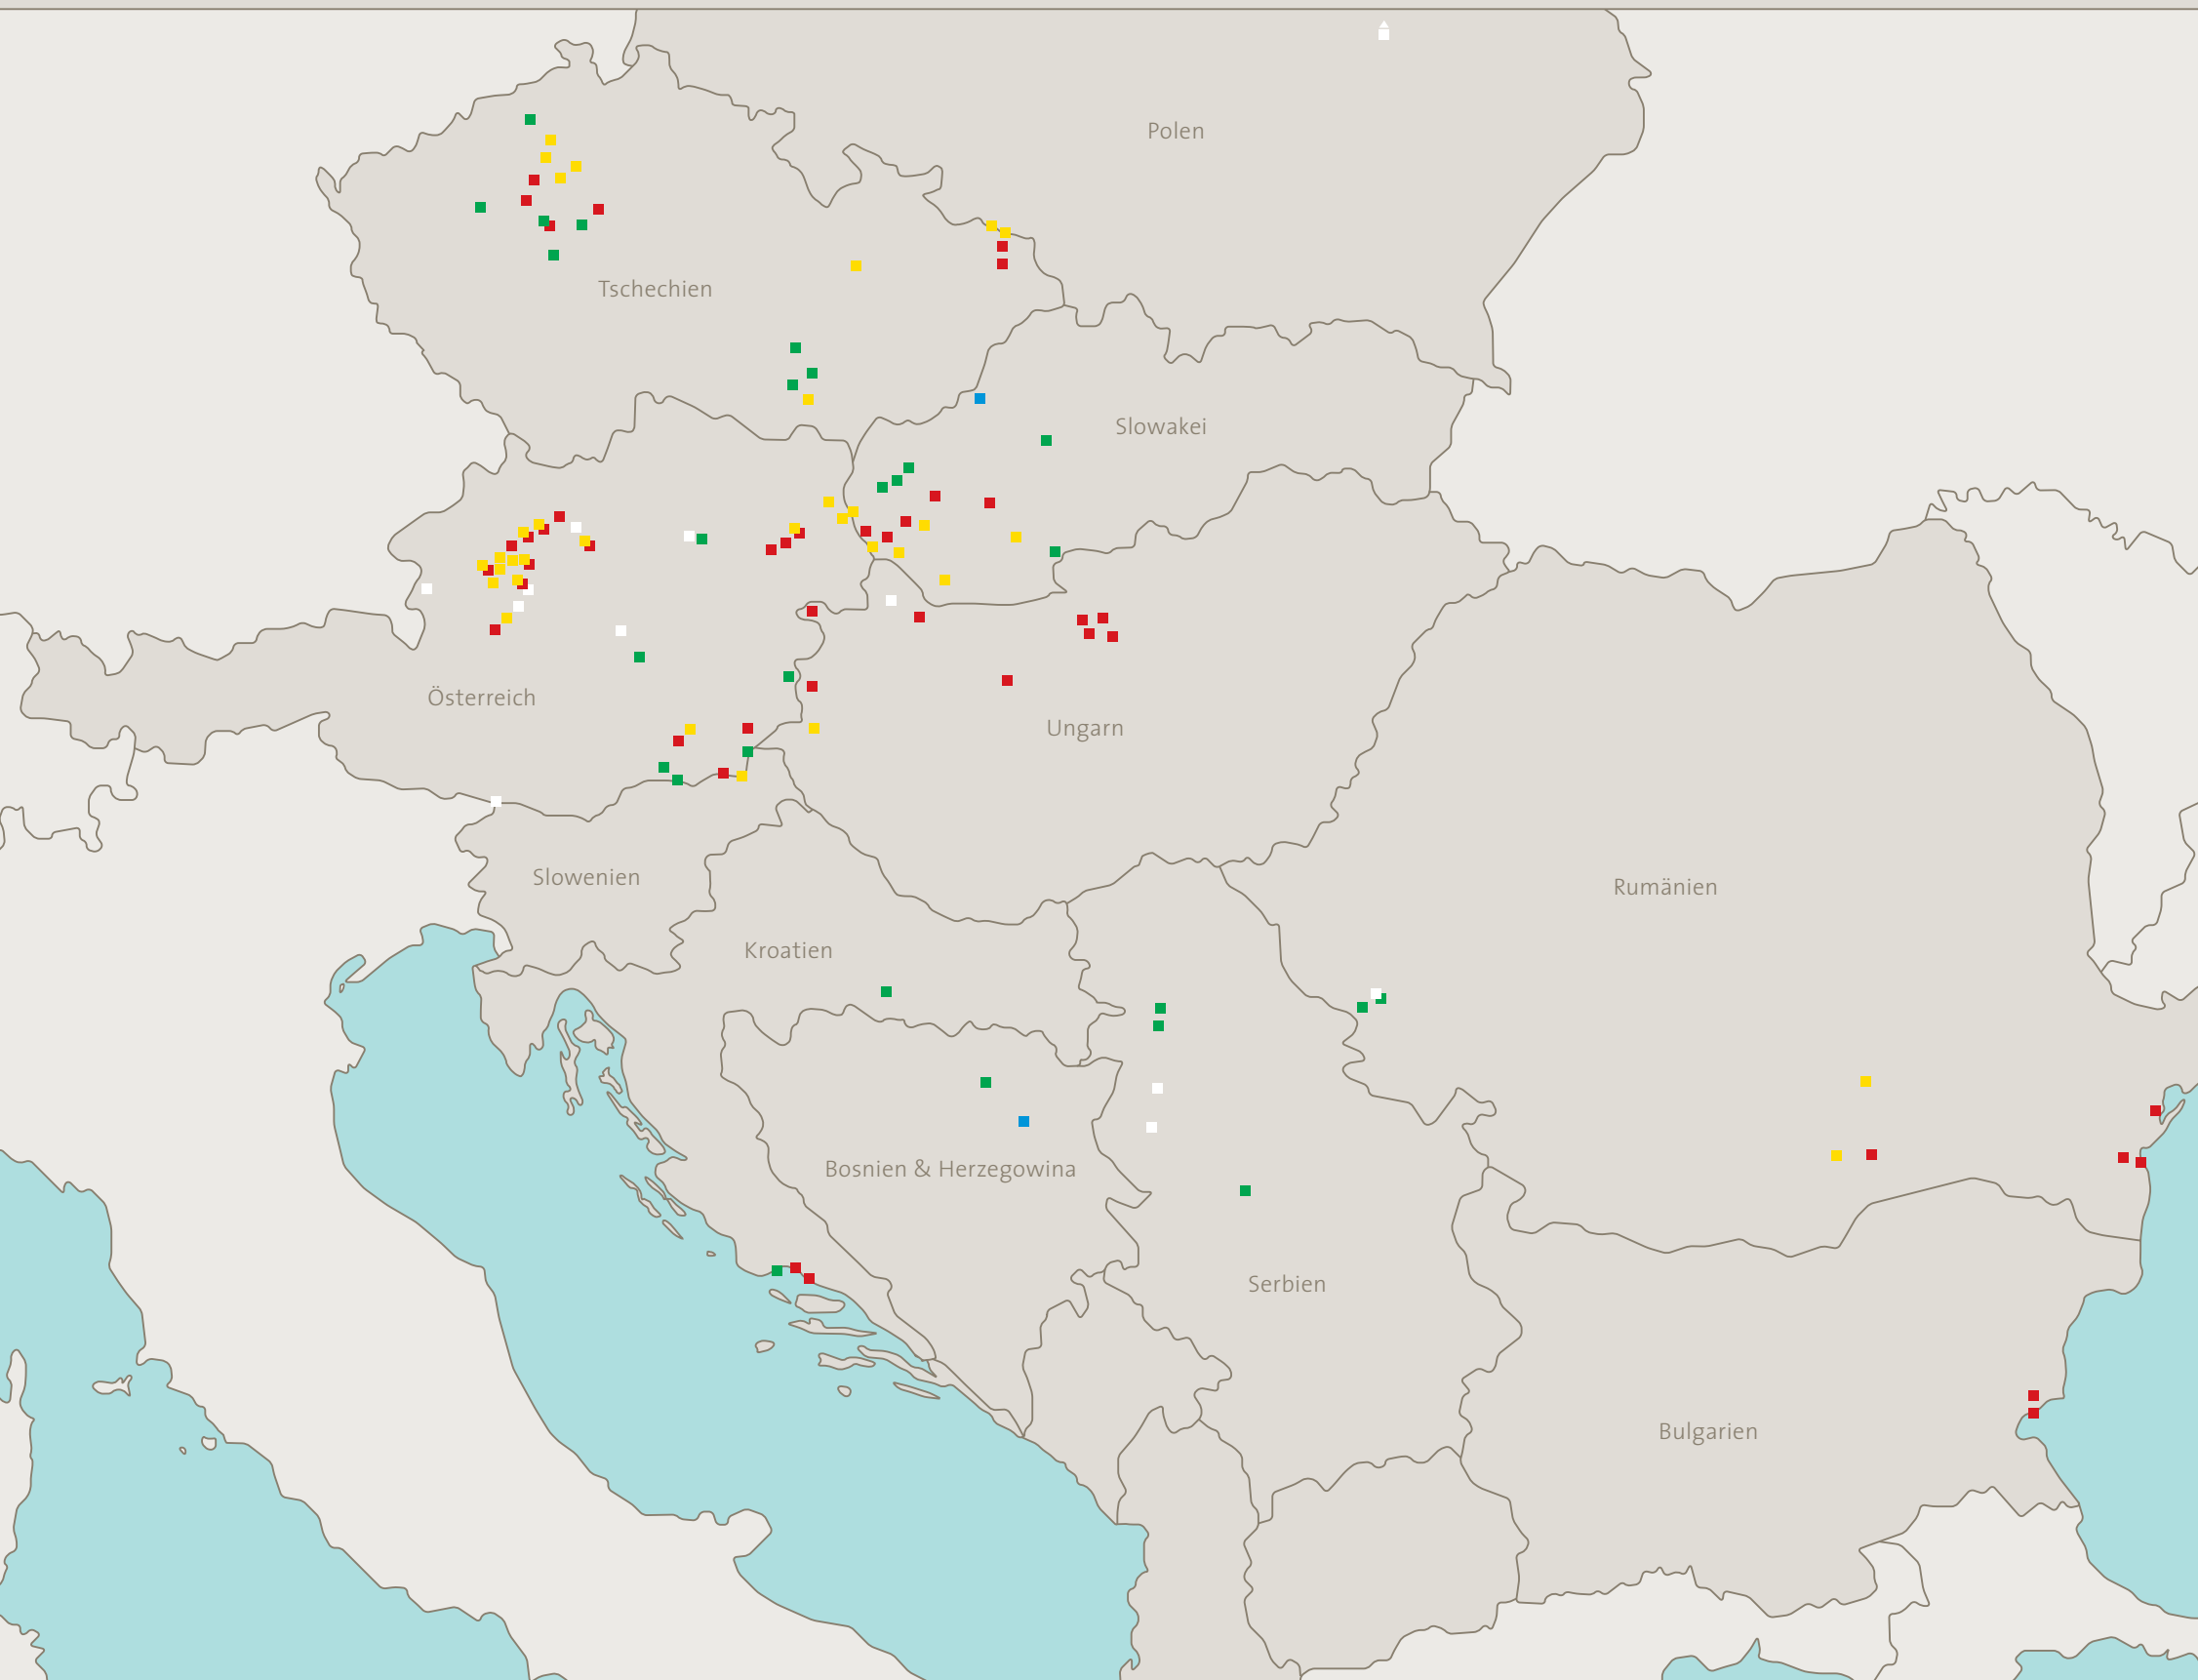 Polen
Tschechien
Slowakei
Österreich
Ungarn
Slowenien
Rumänien
Kroatien
Bosnien & Herzegowina
Serbien
Bulgarien